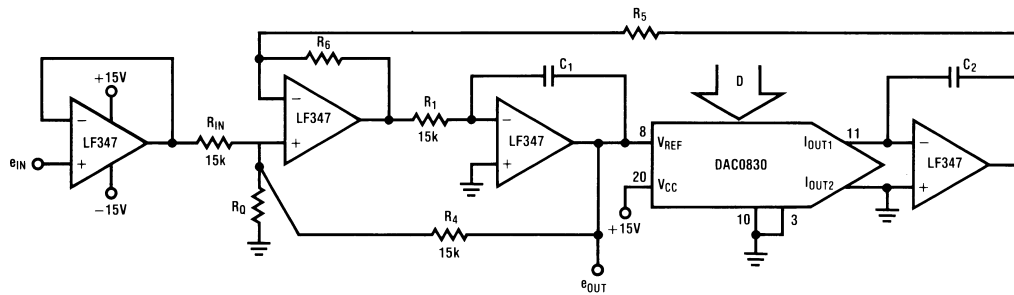 R5
R6
C1
C2
+15V
−
LF347
+
eIN
−15V
RIN
15k
−
LF347
+
RQ
R1
15k
−
LF347
+
R4
15k
eOUT
D
8
VREF
20
VCC
+15V
DAC0830
IOUT1
11
IOUT2
10
3
−
LF347
+